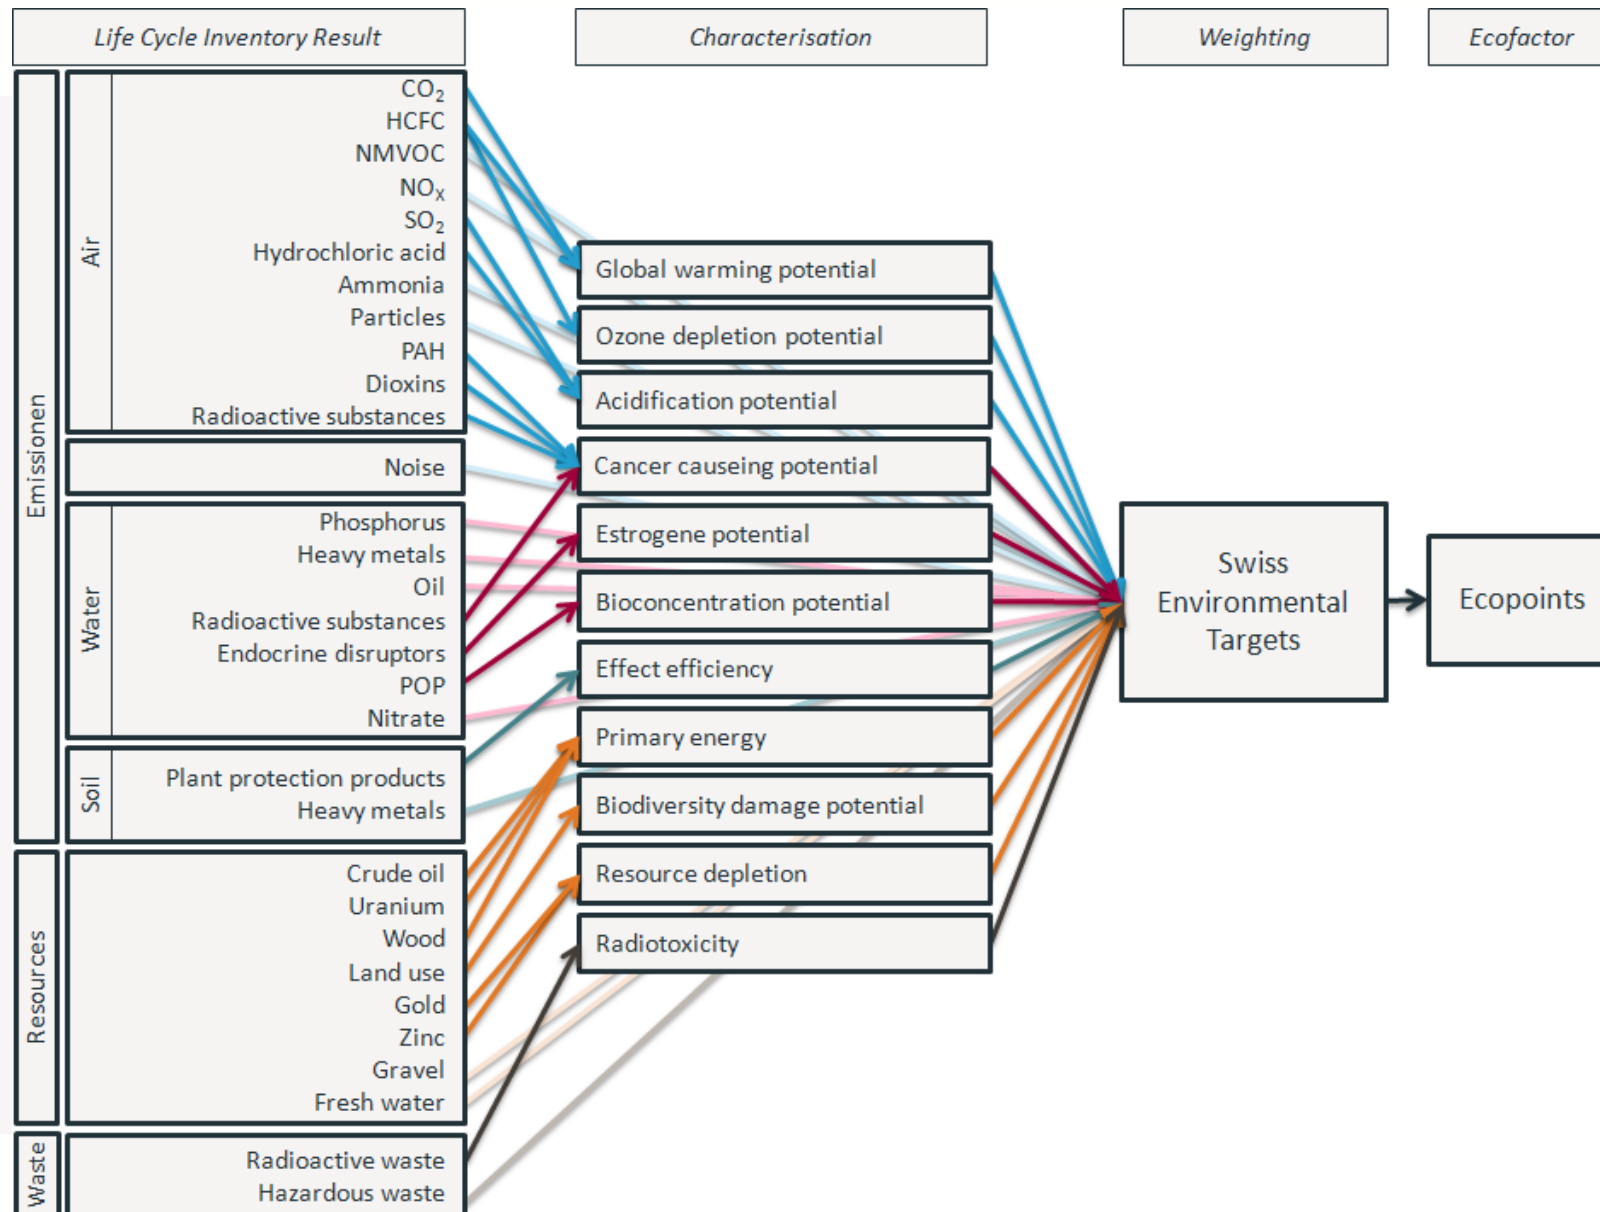 Life Cycle Inventory Result
Characterisation
Weighting
Ecofactor
Emissionen
Air
CO₂
HCFC
NMVOC
NOₓ
SO₂
Hydrochloric acid
Ammonia
Particles
PAH
Dioxins
Radioactive substances
Noise
Water
Phosphorus
Heavy metals
Oil
Radioactive substances
Endocrine disruptors
POP
Nitrate
Soil
Plant protection products
Heavy metals
Resources
Crude oil
Uranium
Wood
Land use
Gold
Zinc
Gravel
Fresh water
Waste
Radioactive waste
Hazardous waste
Global warming potential
Ozone depletion potential
Acidification potential
Cancer causeing potential
Estrogene potential
Bioconcentration potential
Effect efficiency
Primary energy
Biodiversity damage potential
Resource depletion
Radiotoxicity
Swiss
Environmental
Targets
Ecopoints